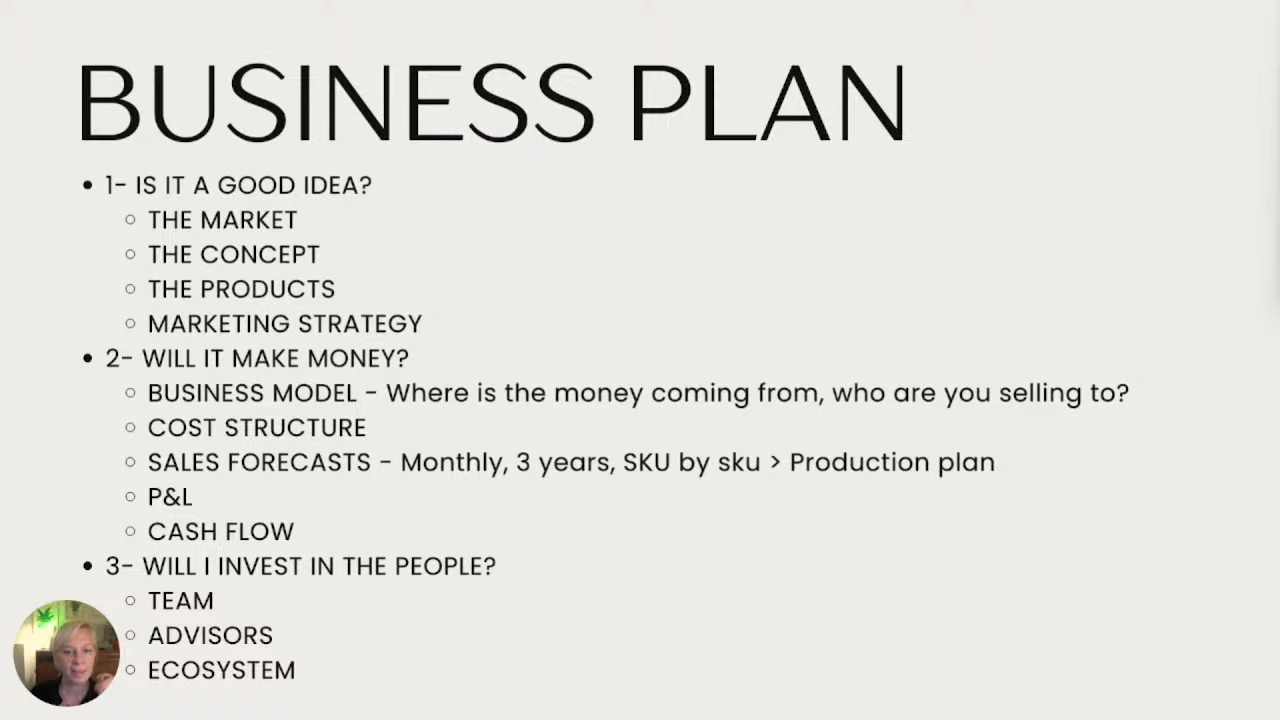 BUSINESS PLAN
1- IS IT A GOOD IDEA?
THE MARKET
THE CONCEPT
THE PRODUCTS
MARKETING STRATEGY
2- WILL IT MAKE MONEY?
BUSINESS MODEL - Where is the money coming from, who are you selling to?
COST STRUCTURE
SALES FORECASTS - Monthly, 3 years, SKU by sku > Production plan
P&L
CASH FLOW
3- WILL I INVEST IN THE PEOPLE?
TEAM
ADVISORS
ECOSYSTEM